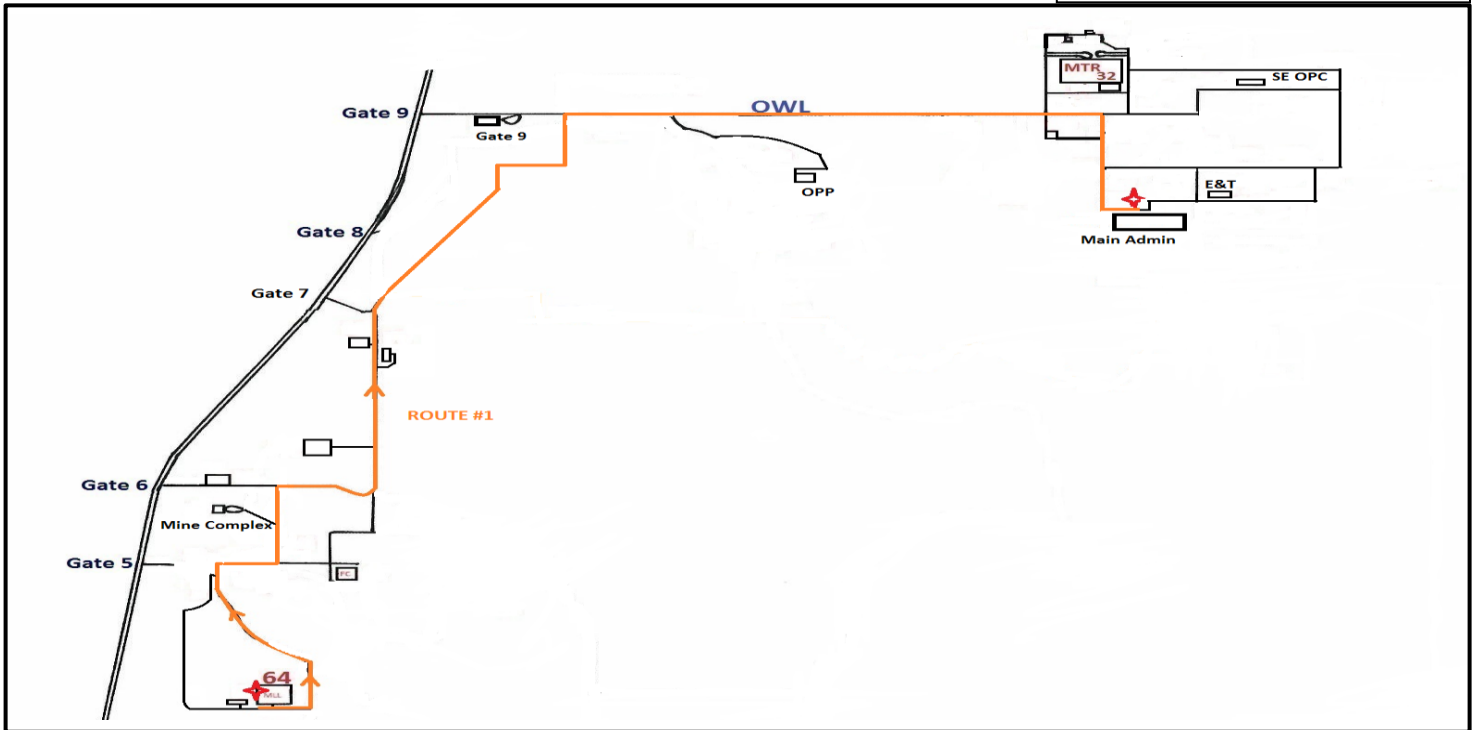 MTR
32
SE OPC
OWL
Gate 9
Gate 9
OPP
E&T
Gate 8
Main Admin
Gate 7
ROUTE #1
Gate 6
Mine Complex
Gate 5
FC
64
MLL